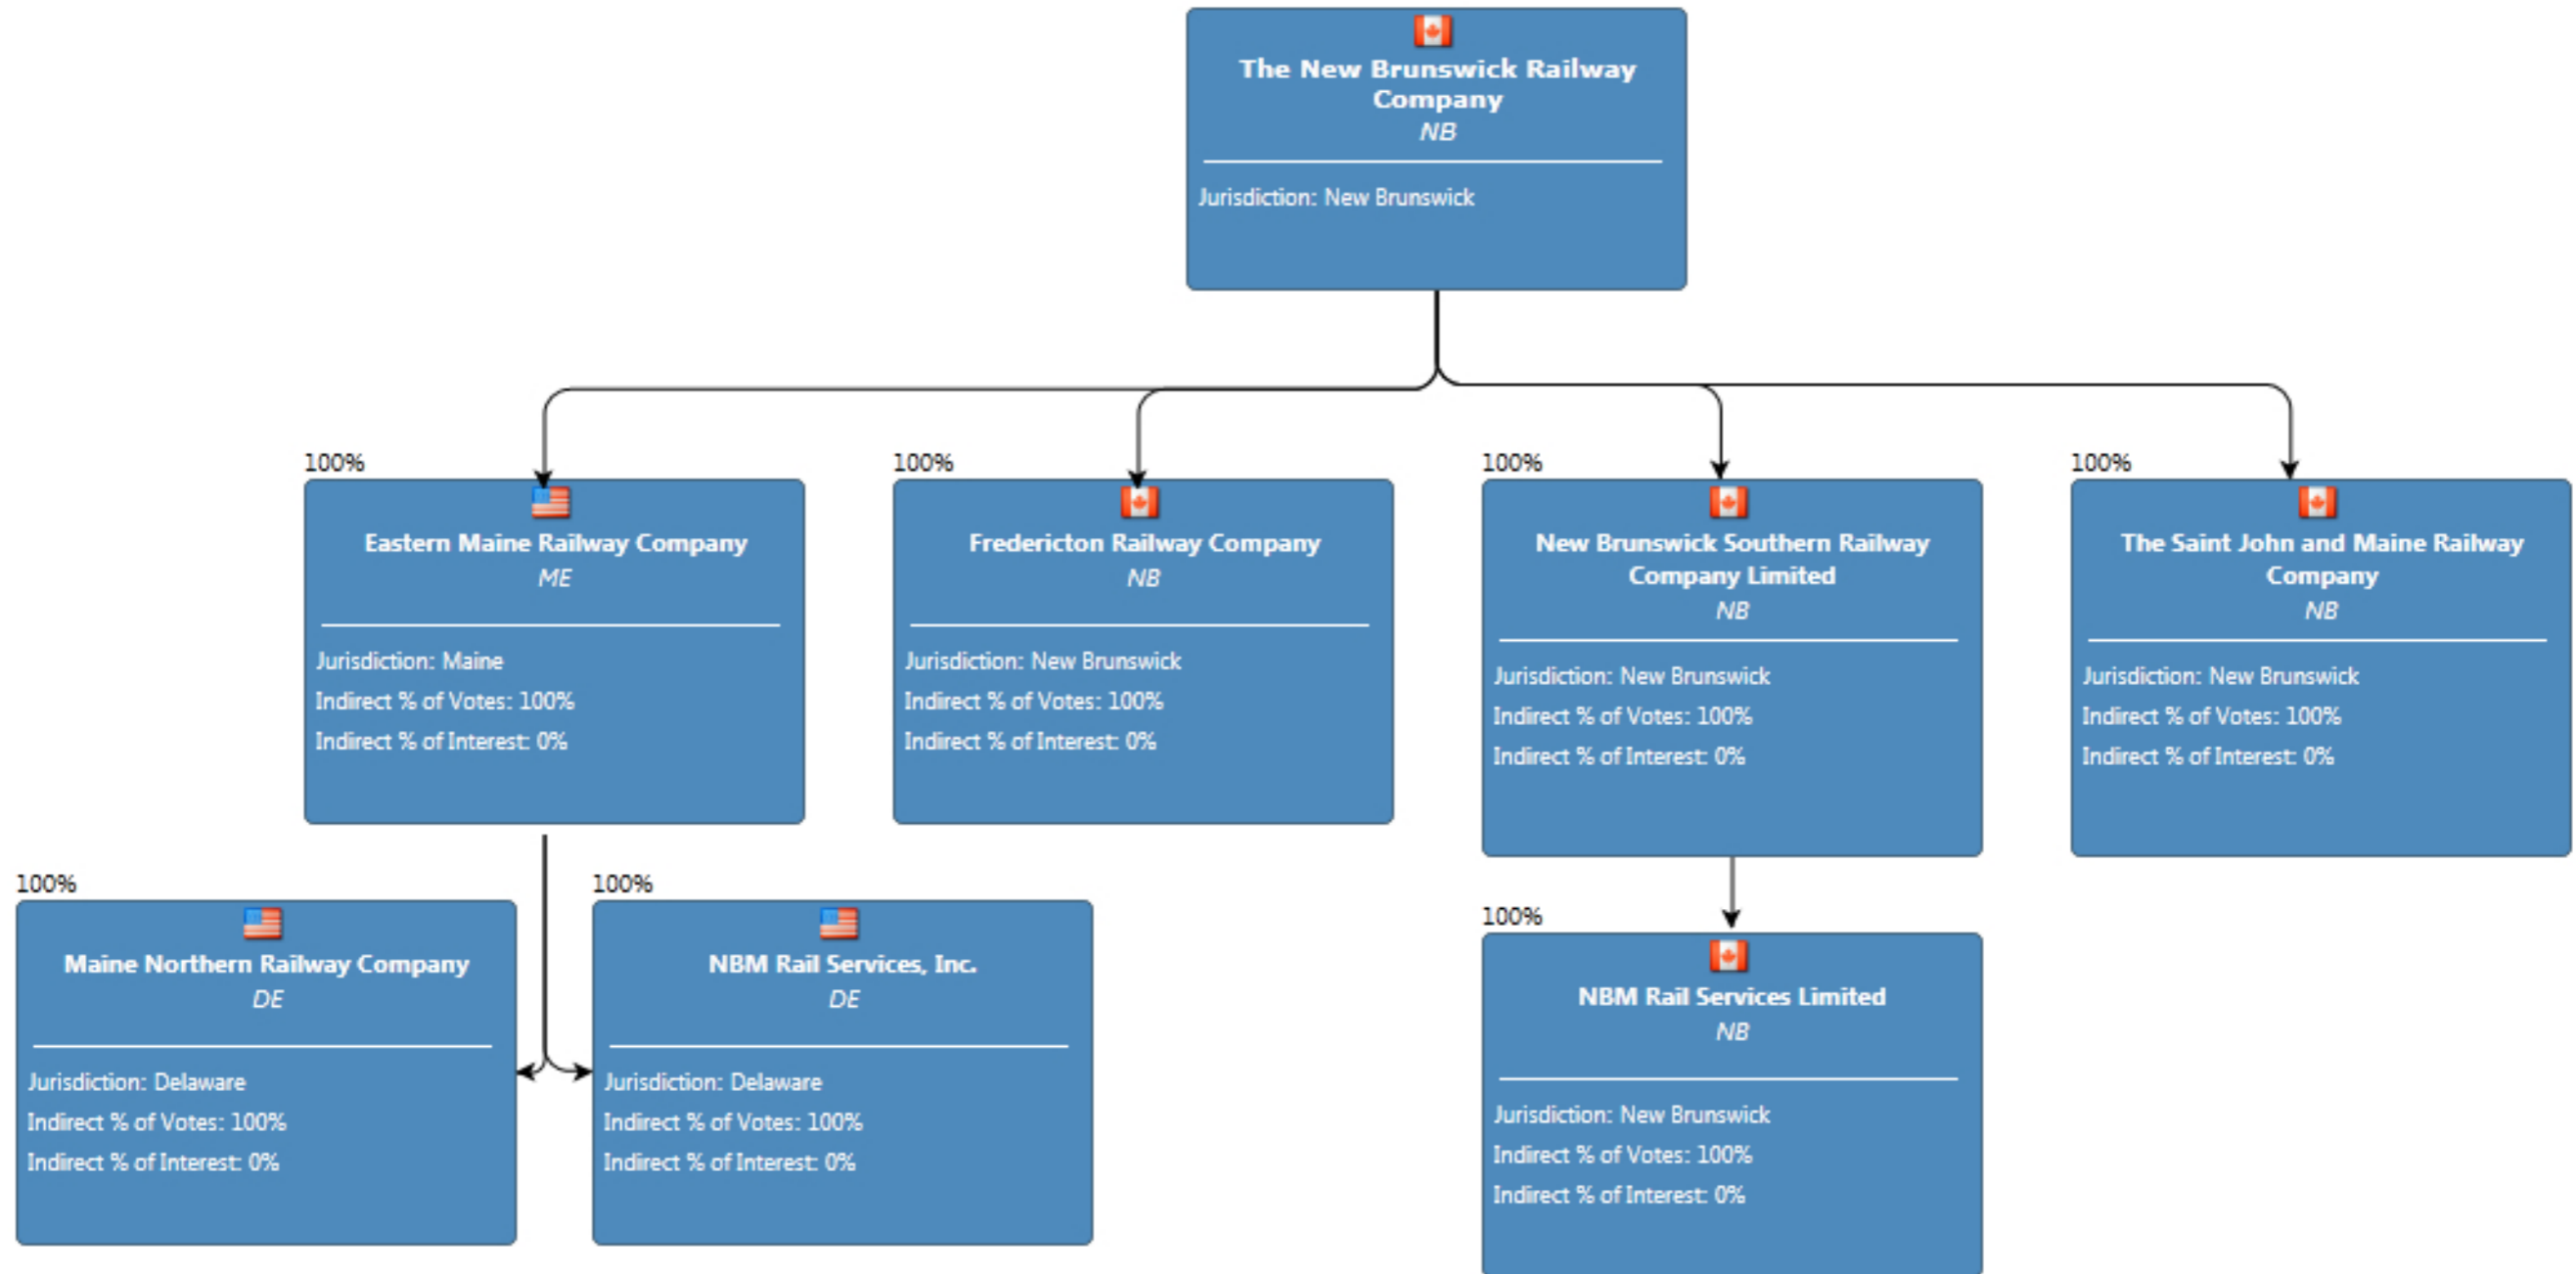 The New Brunswick Railway
Company
NB
Jurisdiction: New Brunswick
100%
Eastern Maine Railway Company
ME
Jurisdiction: Maine
Indirect % of Votes: 100%
Indirect % of Interest: 0%
100%
Fredericton Railway Company
NB
Jurisdiction: New Brunswick
Indirect % of Votes: 100%
Indirect % of Interest: 0%
100%
New Brunswick Southern Railway
Company Limited
NB
Jurisdiction: New Brunswick
Indirect % of Votes: 100%
Indirect % of Interest: 0%
100%
The Saint John and Maine Railway
Company
NB
Jurisdiction: New Brunswick
Indirect % of Votes: 100%
Indirect % of Interest: 0%
100%
Maine Northern Railway Company
DE
Jurisdiction: Delaware
Indirect % of Votes: 100%
Indirect % of Interest: 0%
100%
NBM Rail Services, Inc.
DE
Jurisdiction: Delaware
Indirect % of Votes: 100%
Indirect % of Interest: 0%
100%
NBM Rail Services Limited
NB
Jurisdiction: New Brunswick
Indirect % of Votes: 100%
Indirect % of Interest: 0%